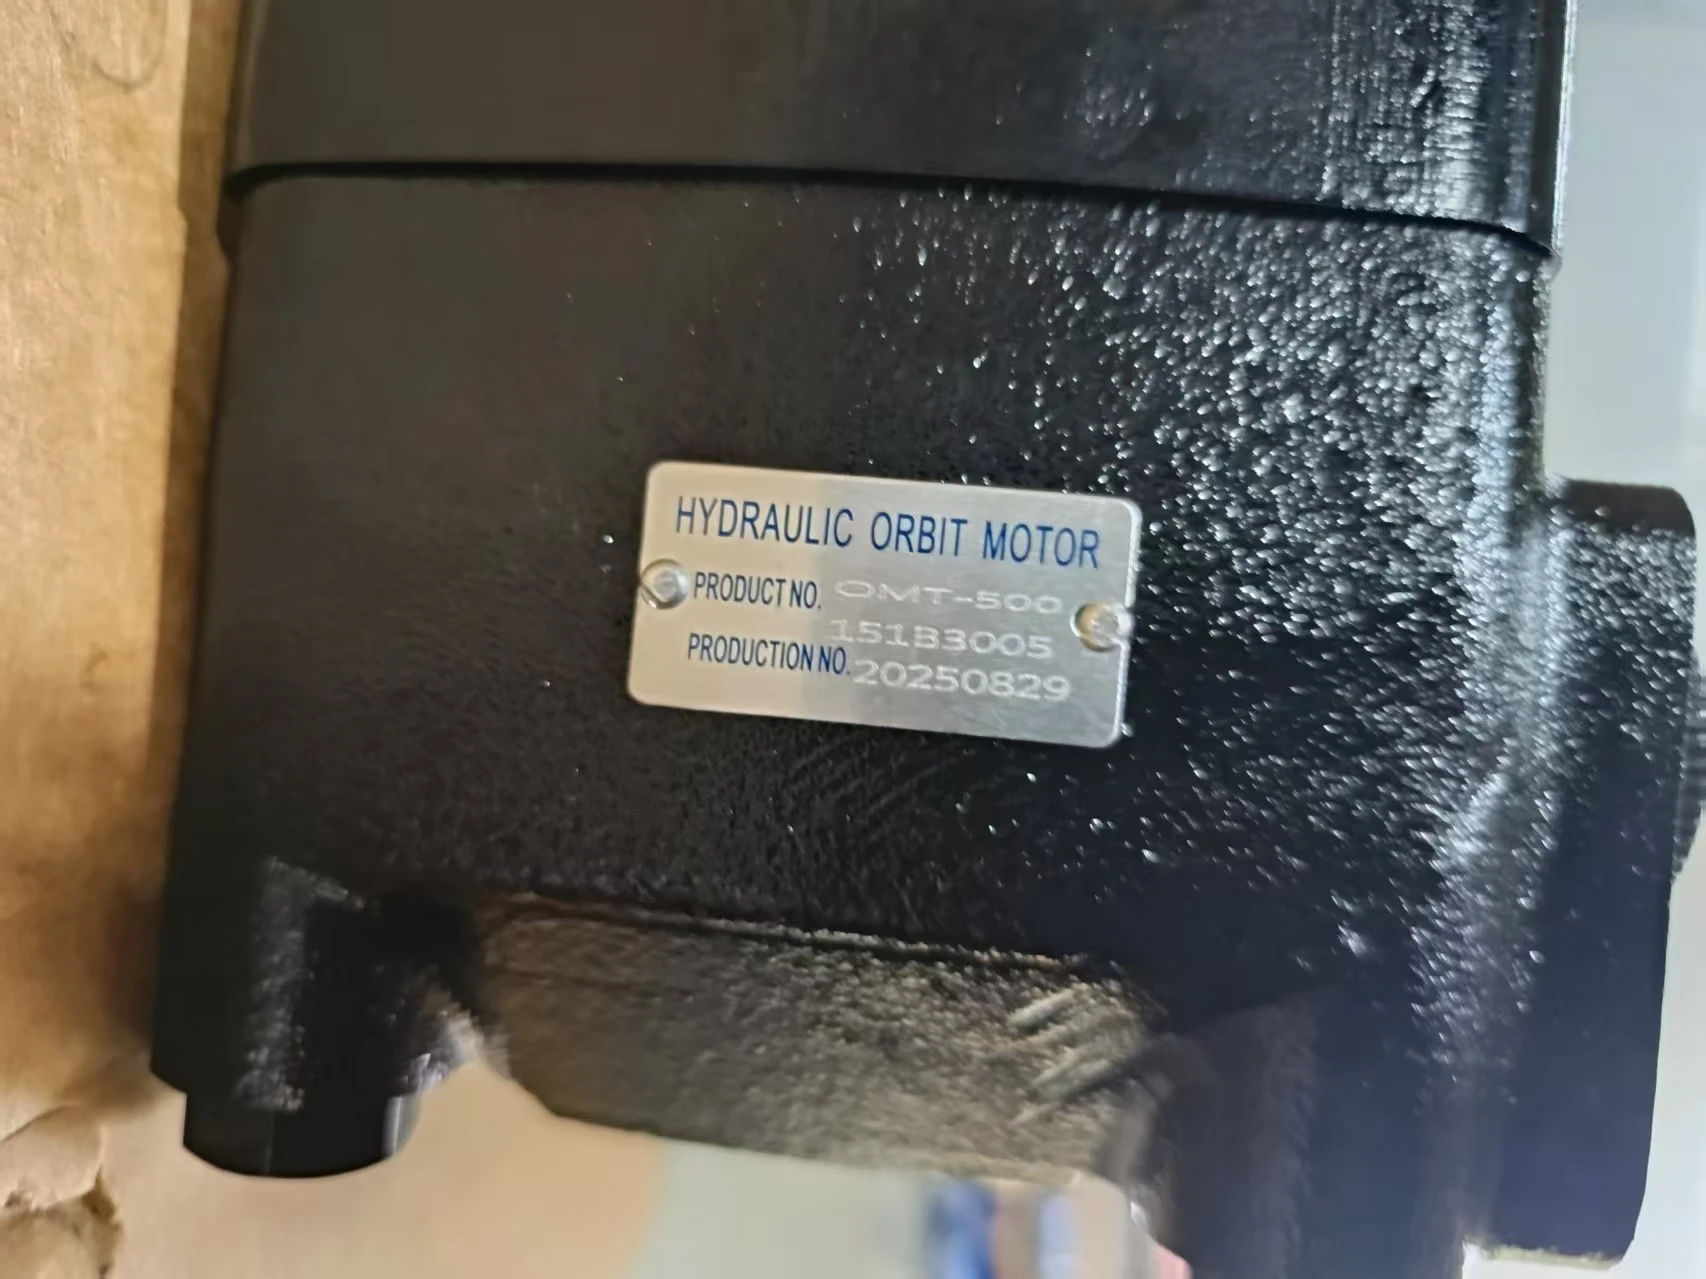 HYDRAULIC ORBIT MOTOR
PRODUCT NO. OMT-500
151B3005
PRODUCTION NO. 20250829